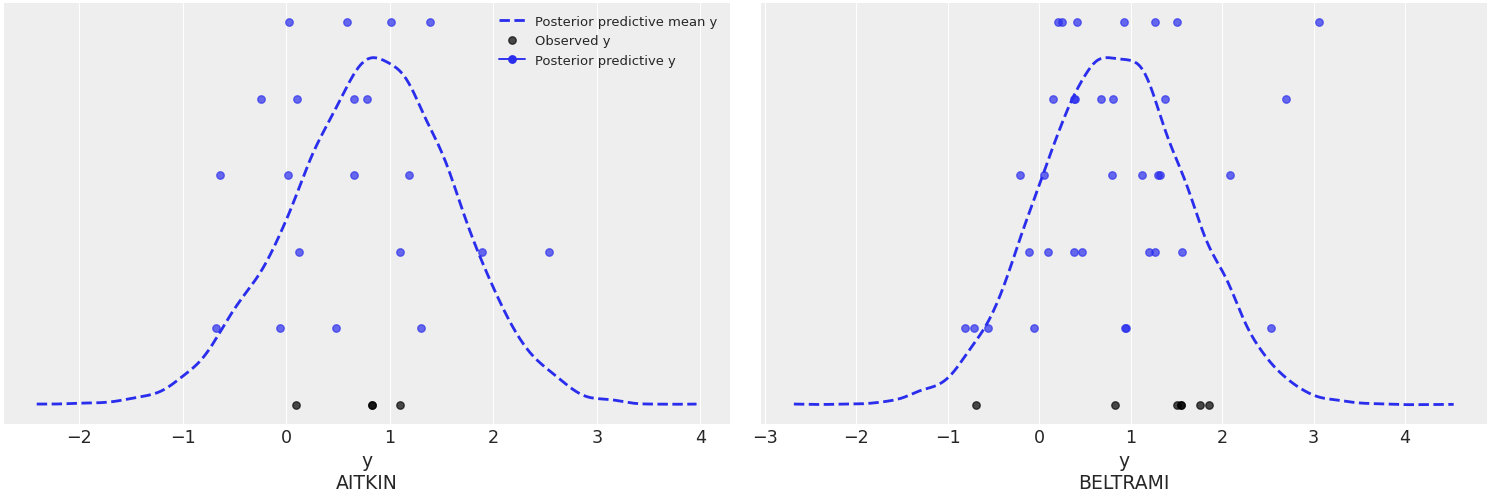 Posterior predictive mean y
Observed y
Posterior predictive y
−2 −1 0 1 2 3 4
y
AITKIN
−3 −2 −1 0 1 2 3 4
y
BELTRAMI